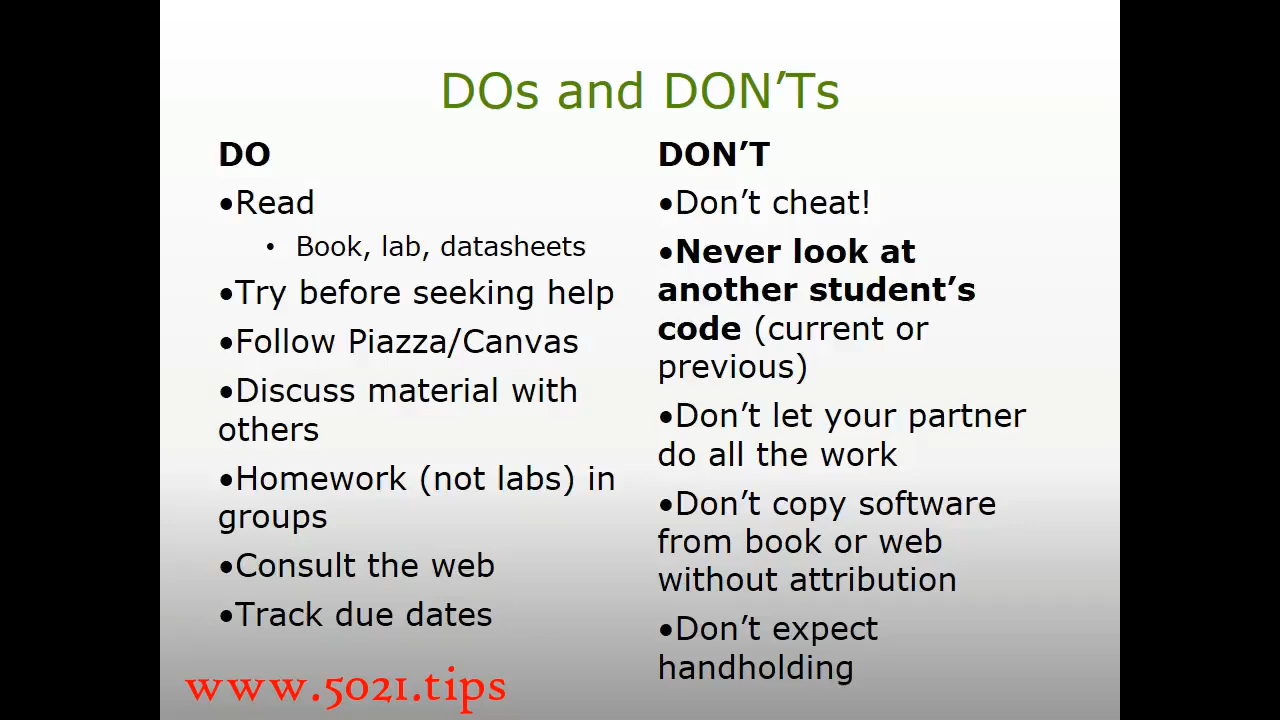 DOs and DON’Ts
DO
•Read
• Book, lab, datasheets
•Try before seeking help
•Follow Piazza/Canvas
•Discuss material with
others
•Homework (not labs) in
groups
•Consult the web
•Track due dates
DON’T
•Don’t cheat!
•Never look at
another student’s
code (current or
previous)
•Don’t let your partner
do all the work
•Don’t copy software
from book or web
without attribution
•Don’t expect
handholding
www.5021.tips